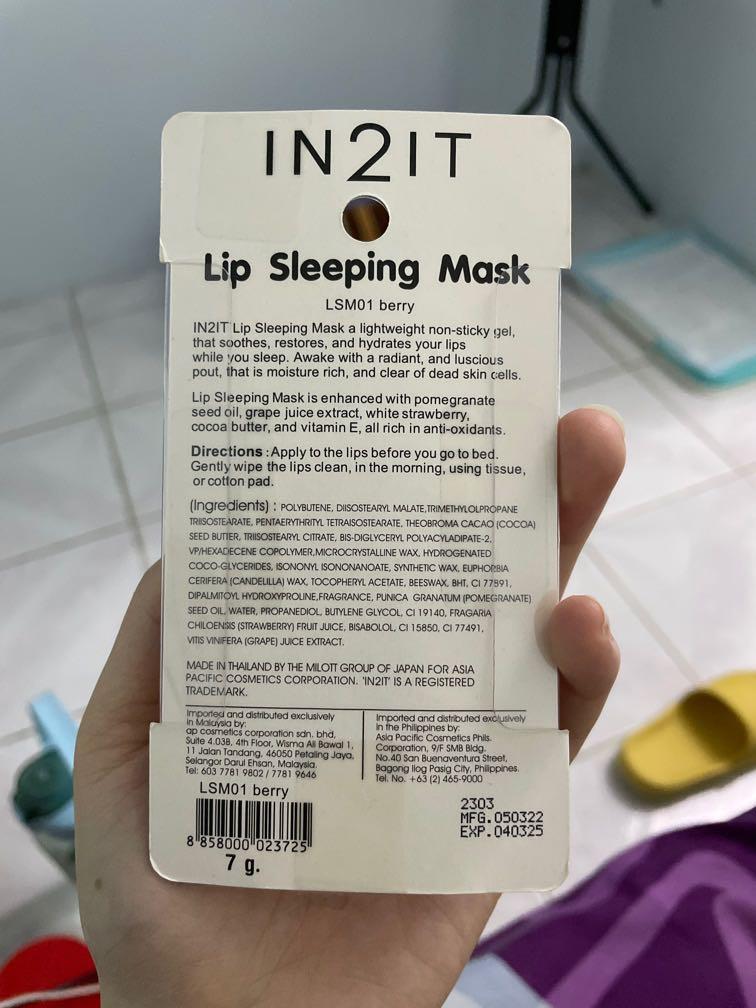 IN2IT
Lip Sleeping Mask
LSM01 berry
IN2IT Lip Sleeping Mask a lightweight non-sticky gel,
that soothes, restores, and hydrates your lips
while you sleep. Awake with a radiant, and luscious
pout, that is moisture rich, and clear of dead skin cells.
Lip Sleeping Mask is enhanced with pomegranate
seed oil, grape juice extract, white strawberry,
cocoa butter, and vitamin E, all rich in anti-oxidants.
Directions : Apply to the lips before you go to bed.
Gently wipe the lips clean, in the morning, using tissue,
or cotton pad.
(Ingredients) : POLYBUTENE, DIISOSTEARYL MALATE,TRIMETHYLOLPROPANE
TRIISOSTEARATE, PENTAERYTHRITYL TETRAISOSTEARATE, THEOBROMA CACAO (COCOA)
SEED BUTTER, TRIISOSTEARYL CITRATE, BIS-DIGLYCERYL POLYACYLADIPATE-2,
VP/HEXADECENE COPOLYMER,MICROCRYSTALLINE WAX, HYDROGENATED
COCO-GLYCERIDES, ISONONYL ISONONANOATE, SYNTHETIC WAX, EUPHORBIA
CERIFERA (CANDELILLA) WAX, TOCOPHERYL ACETATE, BEESWAX, BHT, CI 77891,
DIPALMITOYL HYDROXYPROLINE,FRAGRANCE, PUNICA GRANATUM (POMEGRANATE)
SEED OIL, WATER, PROPANEDIOL, BUTYLENE GLYCOL, CI 19140, FRAGARIA
CHILOENSIS (STRAWBERRY) FRUIT JUICE, BISABOLOL, CI 15850, CI 77491,
VITIS VINIFERA (GRAPE) JUICE EXTRACT.
MADE IN THAILAND BY THE MILOTT GROUP OF JAPAN FOR ASIA
PACIFIC COSMETICS CORPORATION. 'IN2IT' IS A REGISTERED
TRADEMARK.
Imported and distributed exclusively
in Malaysia by:
ap cosmetics corporation sdn. bhd.
Suite 4.03B, 4th Floor, Wisma Ali Bawal 1,
11 Jalan Tandang, 46050 Petaling Jaya,
Selangor Darul Ehsan, Malaysia.
Tel: 603 7781 9802 / 7781 9646
Imported and distributed exclusively
in the Philippines by:
Asia Pacific Cosmetics Phils.
Corporation, 9/F SMB Bldg.
No.40 San Buenaventura Street,
Bagong Ilog Pasig City, Philippines.
Tel. No. +63 (2) 465-9000
LSM01 berry
8 858000 023725
7 g.
2303
MFG.050322
EXP.040325